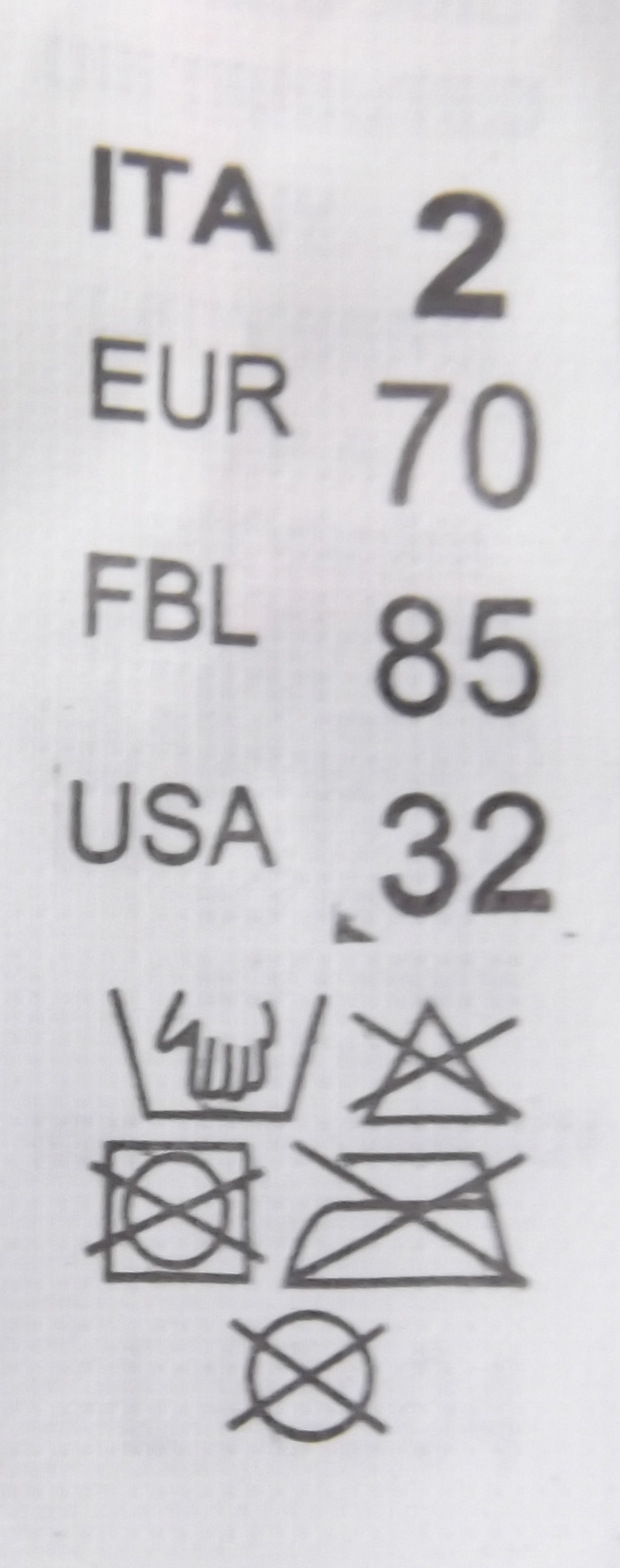 ITA 2
EUR 70
FBL 85
USA 32